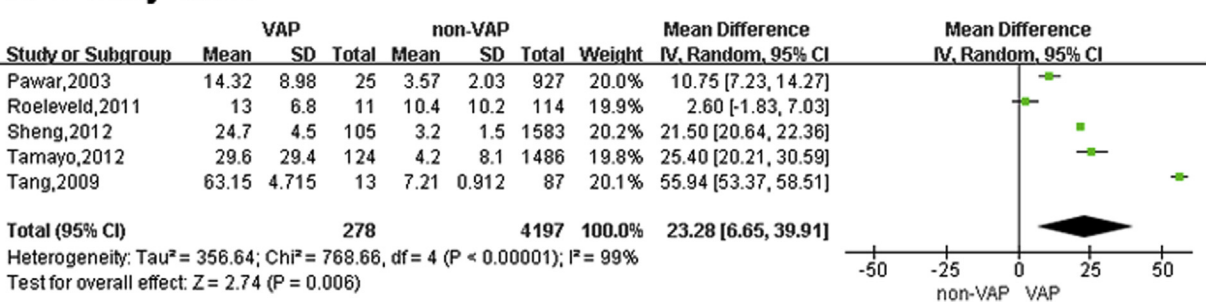 VAP non-VAP Mean Difference Mean Difference
Study or Subgroup Mean SD Total Mean SD Total Weight IV, Random, 95% CI IV, Random, 95% CI
Pawar,2003 14.32 8.98 25 3.57 2.03 927 20.0% 10.75 [7.23, 14.27]
Roeleveld,2011 13 6.8 11 10.4 10.2 114 19.9% 2.60 [-1.83, 7.03]
Sheng,2012 24.7 4.5 105 3.2 1.5 1583 20.2% 21.50 [20.64, 22.36]
Tamayo,2012 29.6 29.4 124 4.2 8.1 1486 19.8% 25.40 [20.21, 30.59]
Tang,2009 63.15 4.715 13 7.21 0.912 87 20.1% 55.94 [53.37, 58.51]
Total (95% CI) 278 4197 100.0% 23.28 [6.65, 39.91]
Heterogeneity: Tau² = 356.64; Chi² = 768.66, df = 4 (P < 0.00001); I² = 99%
Test for overall effect: Z = 2.74 (P = 0.006)
-50 -25 0 25 50
non-VAP VAP